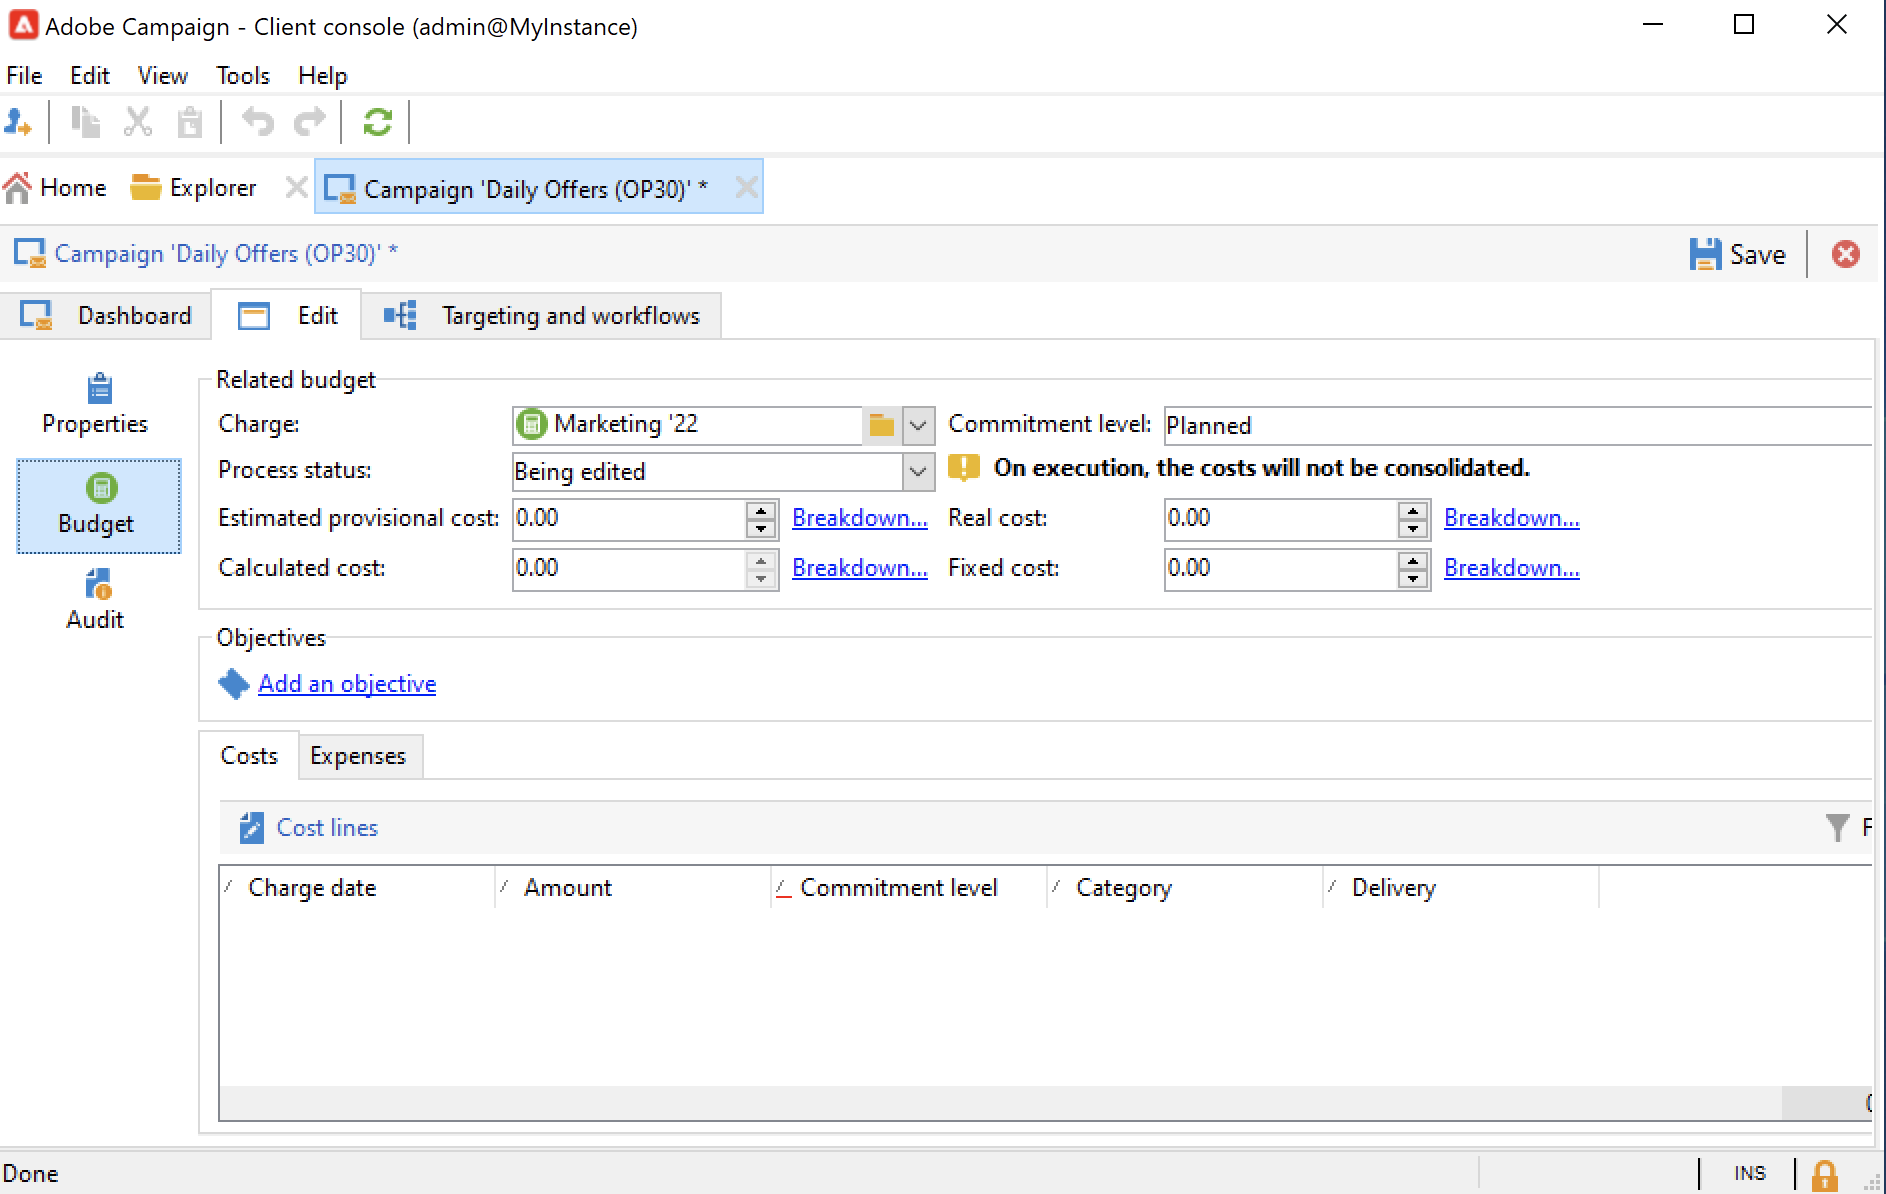 Adobe Campaign - Client console (admin@MyInstance)
File Edit View Tools Help
Home Explorer Campaign 'Daily Offers (OP30)' *
Campaign 'Daily Offers (OP30)' * Save
Dashboard Edit Targeting and workflows
Properties
Budget
Audit
Related budget
Charge: Marketing '22 Commitment level: Planned
Process status: Being edited On execution, the costs will not be consolidated.
Estimated provisional cost: 0.00 Breakdown... Real cost: 0.00 Breakdown...
Calculated cost: 0.00 Breakdown... Fixed cost: 0.00 Breakdown...
Objectives
Add an objective
Costs Expenses
Cost lines
Charge date Amount Commitment level Category Delivery
Done INS